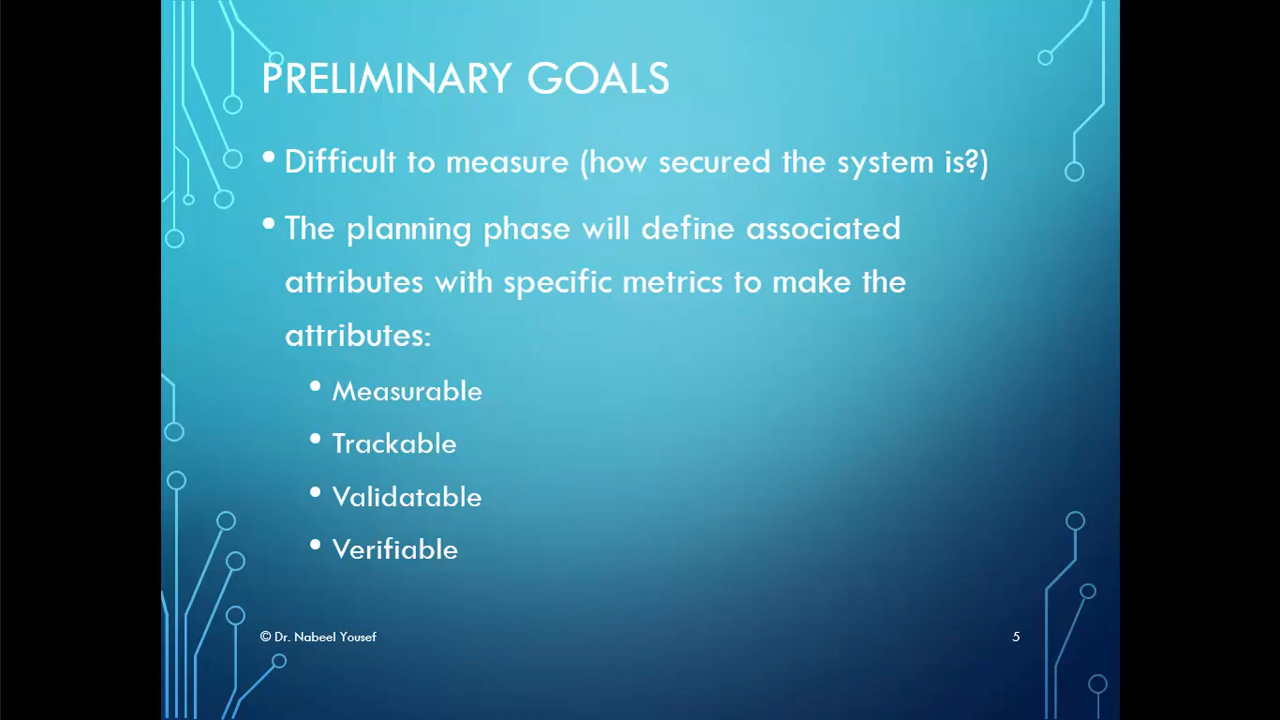 PRELIMINARY GOALS
• Difficult to measure (how secured the system is?)
• The planning phase will define associated
attributes with specific metrics to make the
attributes:
• Measurable
• Trackable
• Validatable
• Verifiable
© Dr. Nabeel Yousef
5